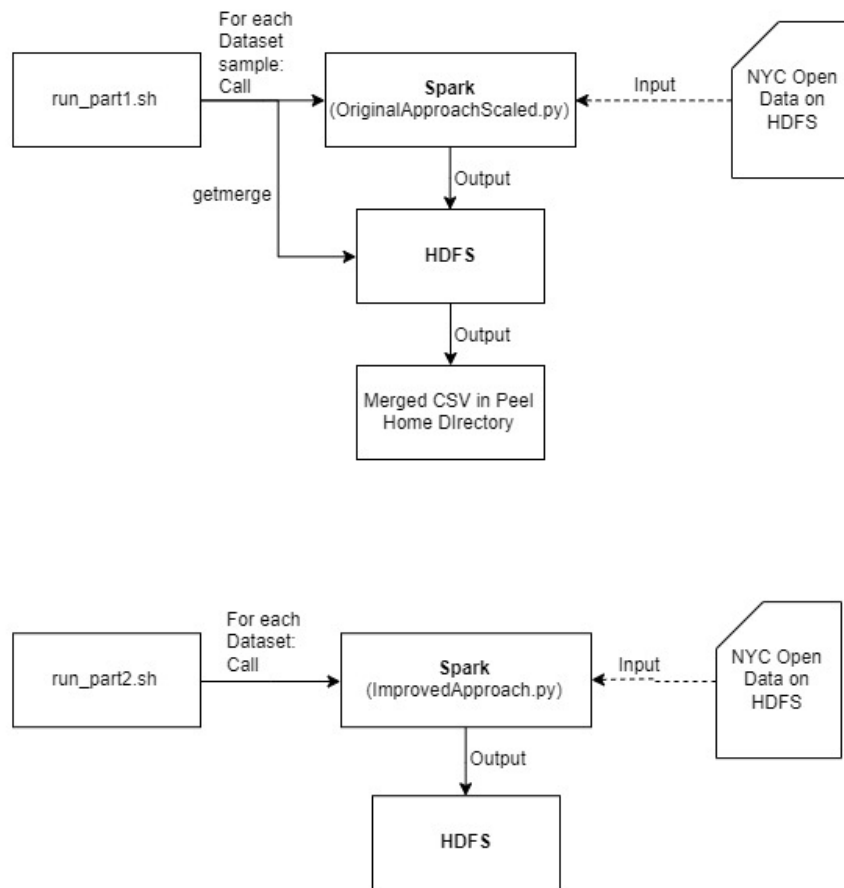 For each
Dataset
sample:
Call
run_part1.sh
Spark
(OriginalApproachScaled.py)
Input
NYC Open
Data on
HDFS
Output
getmerge
HDFS
Output
Merged CSV in Peel
Home DIrectory
For each
Dataset:
Call
run_part2.sh
Spark
(ImprovedApproach.py)
Input
NYC Open
Data on
HDFS
Output
HDFS